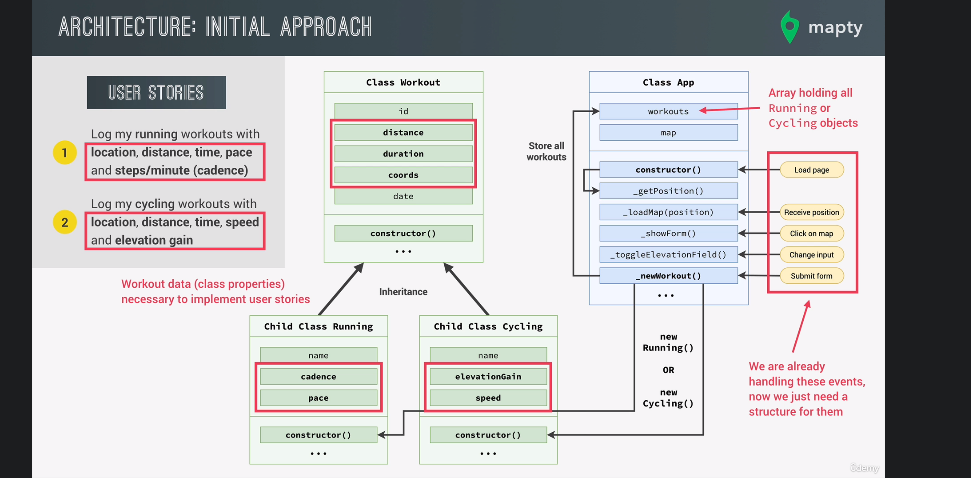 ARCHITECTURE: INITIAL APPROACH
mapty
USER STORIES
1
Log my running workouts with
location, distance, time, pace
and steps/minute (cadence)
2
Log my cycling workouts with
location, distance, time, speed
and elevation gain
Workout data (class properties)
necessary to implement user stories
Class Workout
id
distance
duration
coords
date
constructor()
...
Inheritance
Child Class Running
name
cadence
pace
constructor()
...
Child Class Cycling
name
elevationGain
speed
constructor()
...
Class App
workouts
map
Store all
workouts
constructor()
_getPosition()
_loadMap(position)
_showForm()
_toggleElevationField()
_newWorkout()
...
new
Running()
OR
new
Cycling()
Array holding all
Running or
Cycling objects
Load page
Receive position
Click on map
Change input
Submit form
We are already
handling these events,
now we just need a
structure for them
Udemy